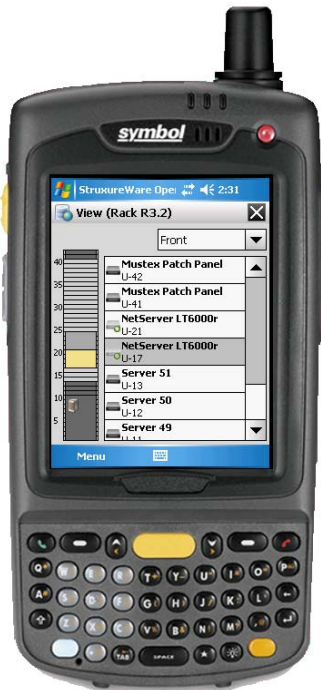 symbol
StruxureWare Ope 2:31
View (Rack R3.2)
Front
40
35
30
25
20
15
10
5
Mustex Patch Panel
U-42
Mustex Patch Panel
U-41
NetServer LT6000r
U-21
NetServer LT6000r
U-17
Server 51
U-13
Server 50
U-12
Server 49
U-11
Menu
Q W E R T Y U I O P
A S D F G H J K L
Z X C V B N M
TAB SPACE